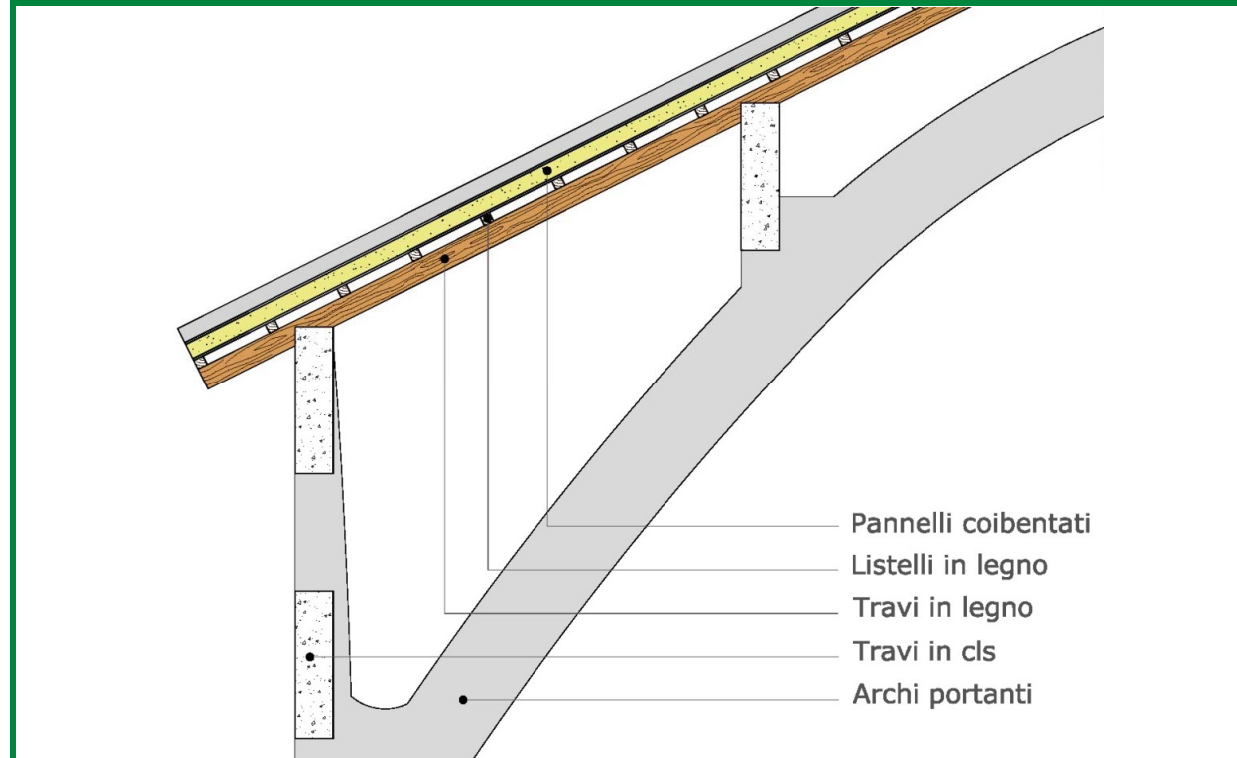 Pannelli coibentati
Listelli in legno
Travi in legno
Travi in cls
Archi portanti